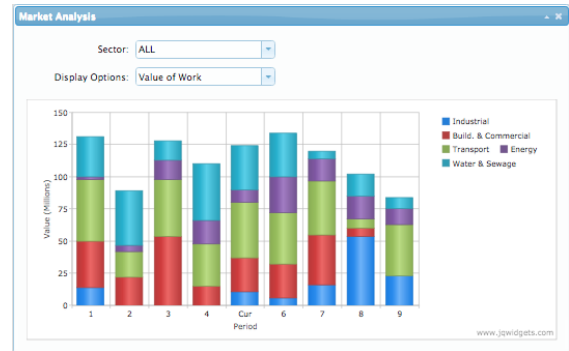 Market Analysis
Sector: ALL
Display Options: Value of Work
150
125
100
75
50
25
0
Value (Millions)
1 2 3 4 Cur 6 7 8 9
Period
Industrial
Build. & Commercial
Transport Energy
Water & Sewage
www.jqwidgets.com